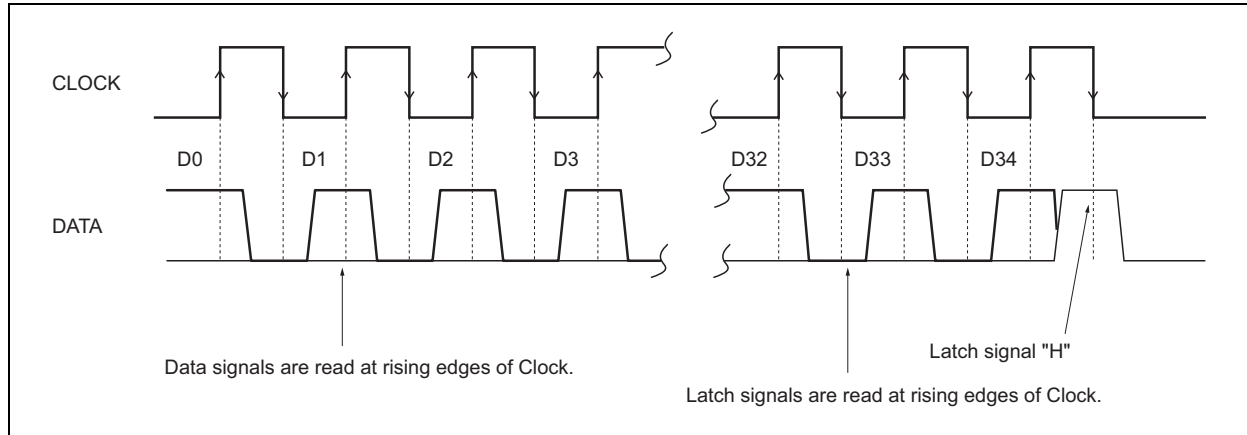 CLOCK
D0 D1 D2 D3 D32 D33 D34
DATA
Latch signal "H"
Data signals are read at rising edges of Clock.
Latch signals are read at rising edges of Clock.